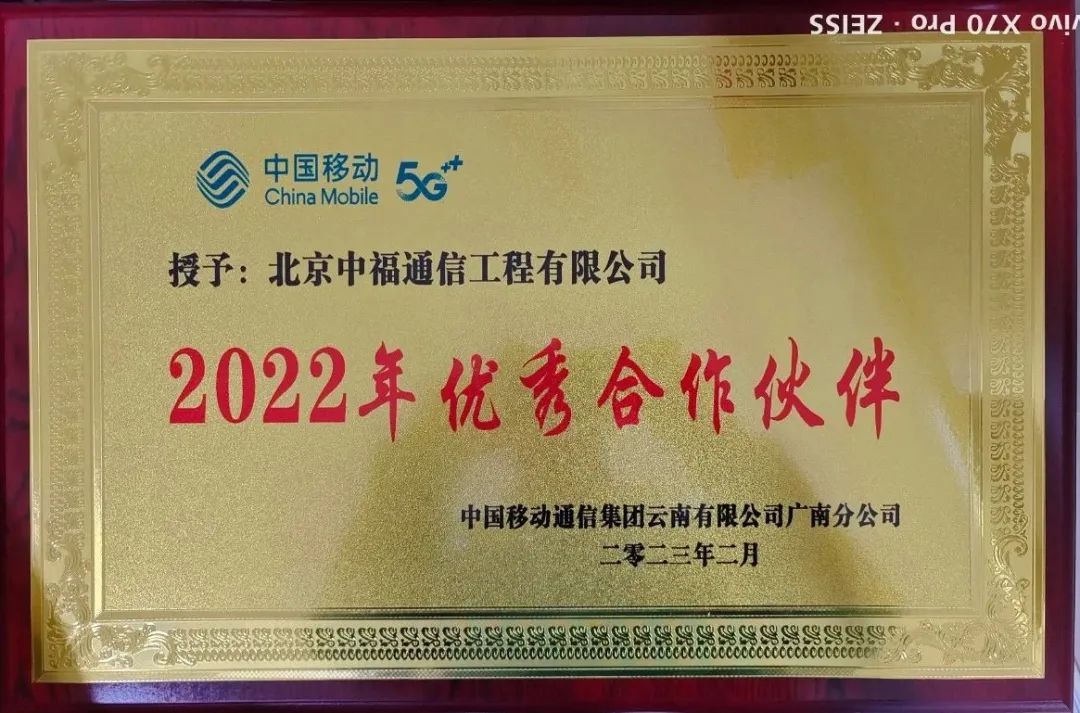 vivo X70 Pro · ZEISS
中国移动 5G++
China Mobile
授予：北京中福通信工程有限公司
2022年优秀合作伙伴
中国移动通信集团云南有限公司广南分公司
二零二三年二月